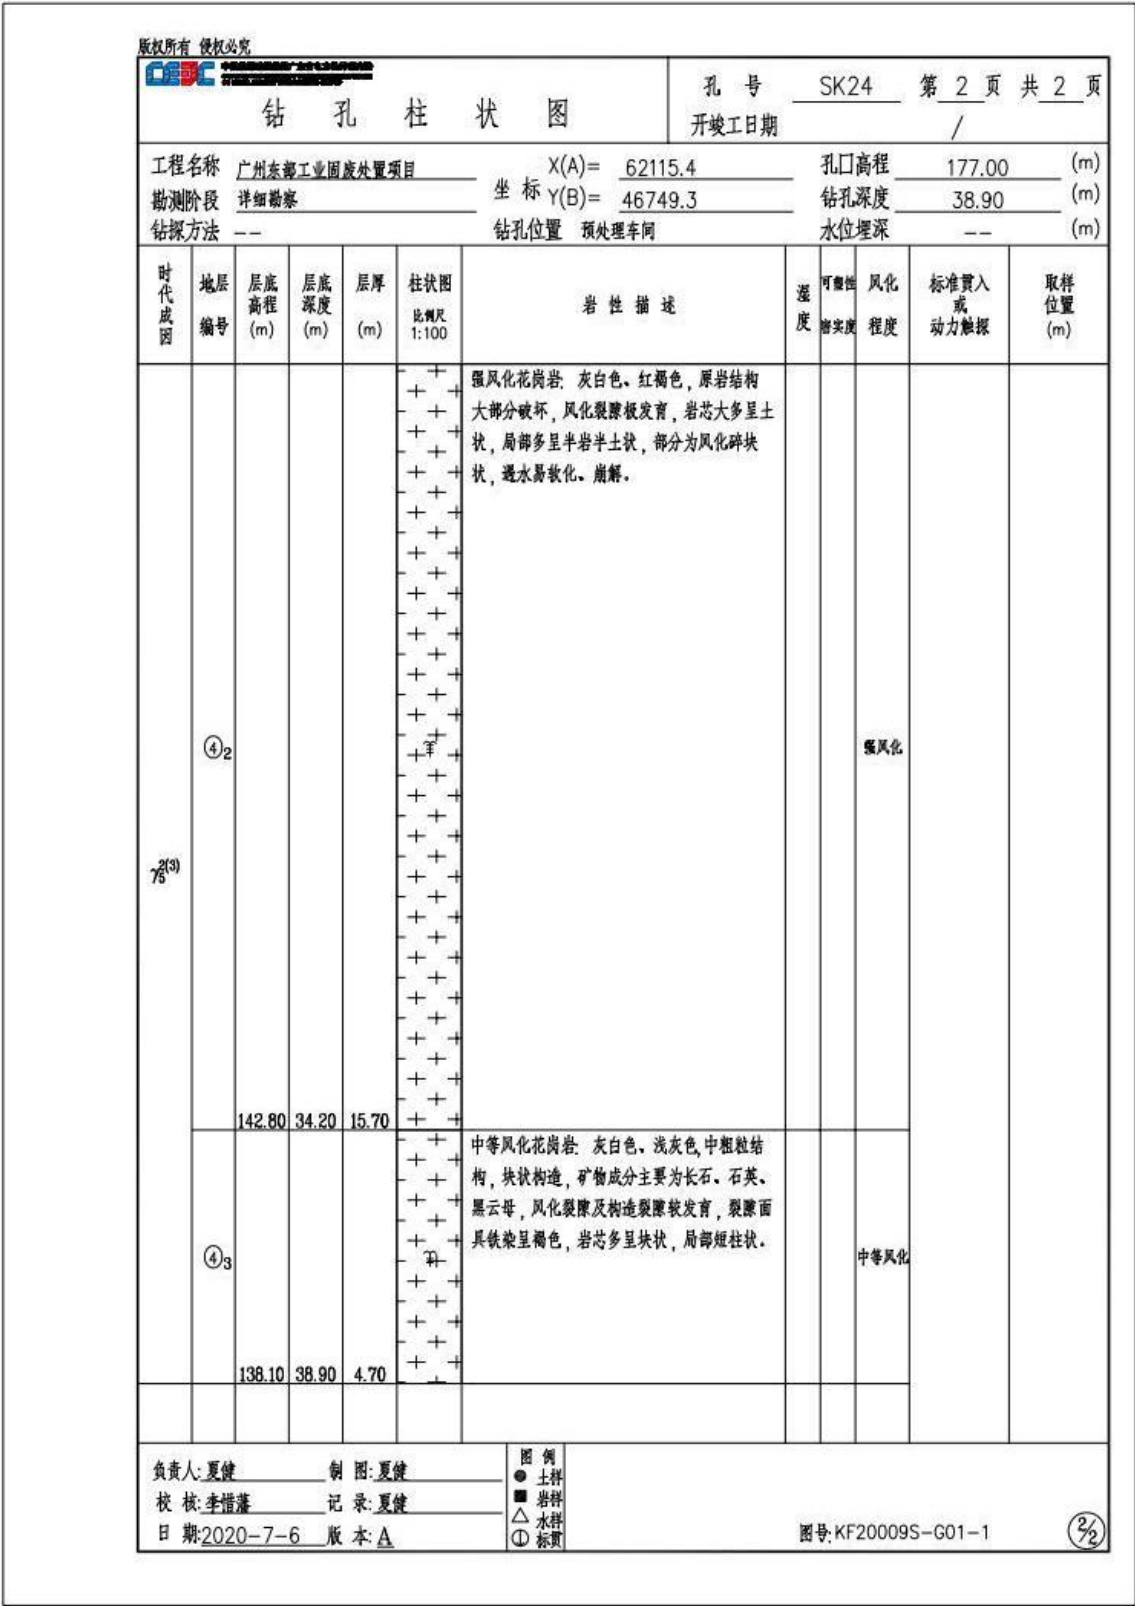 版权所有 侵权必究
钻 孔 柱 状 图
孔 号 SK24 第 2 页 共 2 页
开竣工日期 /
工程名称 广州东部工业固废处置项目
勘测阶段 详细勘察
钻探方法 --
坐 标
X(A)= 62115.4
Y(B)= 46749.3
钻孔位置 预处理车间
孔口高程 177.00 (m)
钻孔深度 38.90 (m)
水位埋深 -- (m)
时代成因
地层编号
层底高程(m)
层底深度(m)
层厚(m)
柱状图
比例尺
1:100
岩 性 描 述
湿度
可塑性
密实度
风化程度
标准贯入
或
动力触探
取样
位置
(m)
强风化花岗岩: 灰白色、红褐色, 原岩结构
大部分破坏, 风化裂隙极发育, 岩芯大多呈土
状, 局部多呈半岩半土状, 部分为风化碎块
状, 遇水易软化、崩解。
④2
强风化
γ5 2(3)
142.80 34.20 15.70
中等风化花岗岩: 灰白色、浅灰色,中粗粒结
构, 块状构造, 矿物成分主要为长石、石英、
黑云母, 风化裂隙及构造裂隙较发育, 裂隙面
具铁染呈褐色, 岩芯多呈块状, 局部短柱状。
④3
中等风化
138.10 38.90 4.70
负责人:夏健 制 图:夏健
校 核:李惜藩 记 录:夏健
日 期:2020-7-6 版 本:A
图 例
● 土样
■ 岩样
△ 水样
标贯
图号:KF20009S-G01-1
2/2